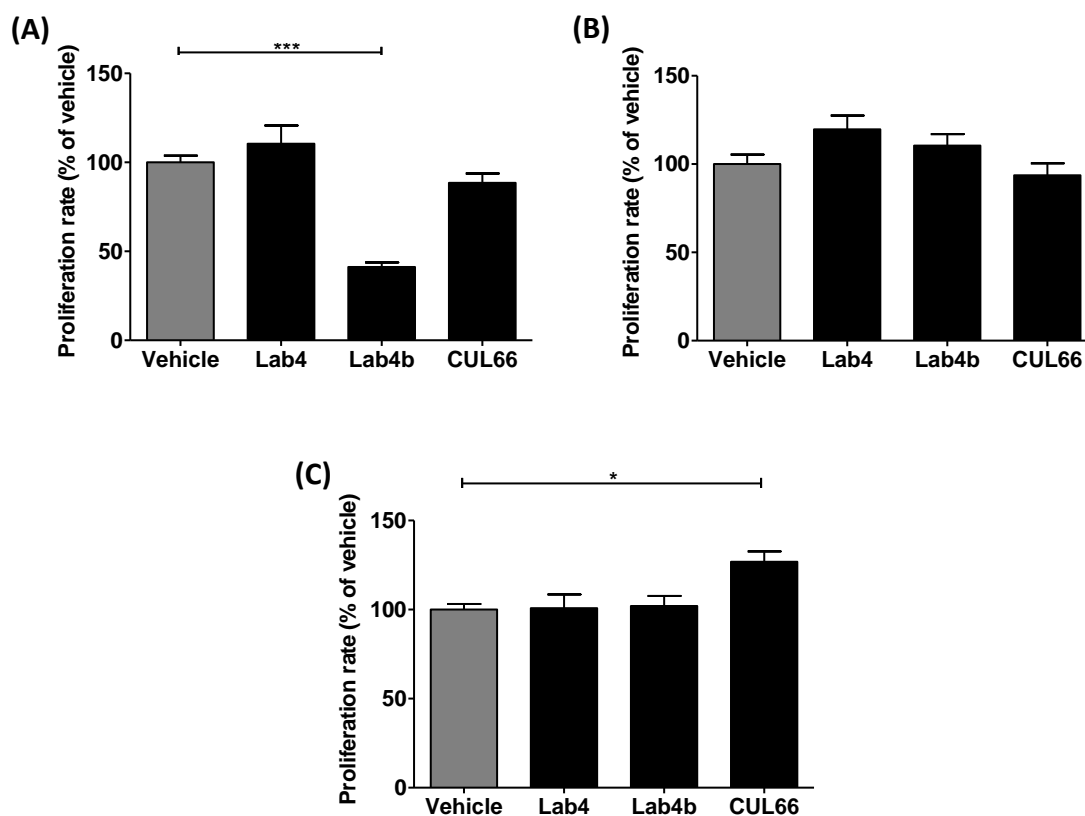 (A)
***
Proliferation rate (% of vehicle)
150
100
50
0
Vehicle Lab4 Lab4b CUL66
(B)
Proliferation rate (% of vehicle)
150
100
50
0
Vehicle Lab4 Lab4b CUL66
(C)
*
Proliferation rate (% of vehicle)
150
100
50
0
Vehicle Lab4 Lab4b CUL66